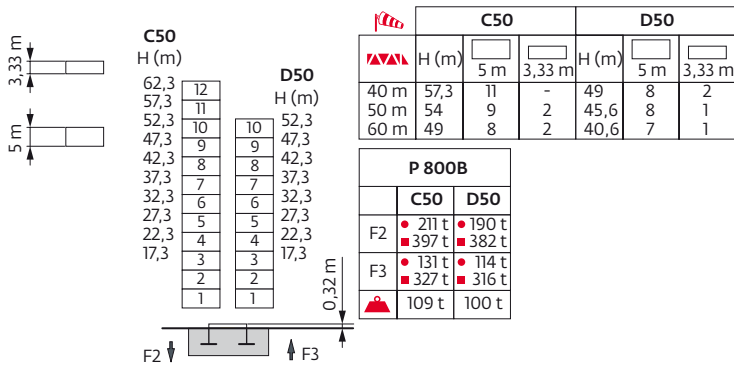 3,33 m
5 m
C50
H (m)
62,3
57,3
52,3
47,3
42,3
37,3
32,3
27,3
22,3
17,3
12
11
10
9
8
7
6
5
4
3
2
1
D50
H (m)
52,3
47,3
42,3
37,3
32,3
27,3
22,3
17,3
10
9
8
7
6
5
4
3
2
1
0,32 m
F2
F3
C50 D50
H (m) 5 m 3,33 m H (m) 5 m 3,33 m
40 m 57,3 11 - 49 8 2
50 m 54 9 2 45,6 8 1
60 m 49 8 2 40,6 7 1
P 800B
C50 D50
F2 211 t 190 t
397 t 382 t
F3 131 t 114 t
327 t 316 t
109 t 100 t